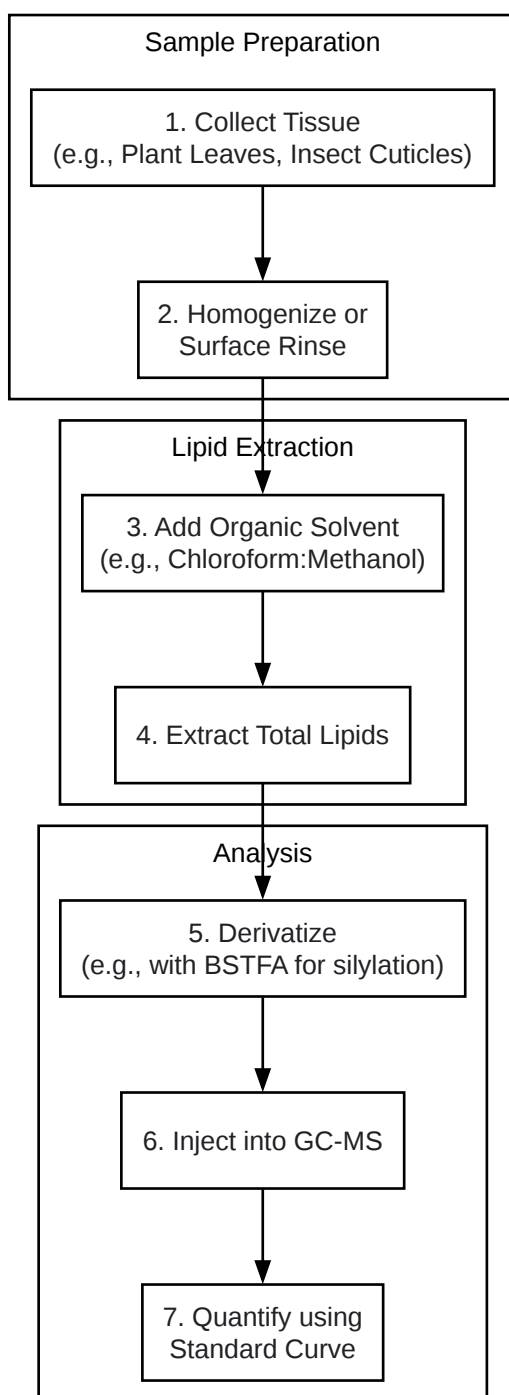 Sample Preparation
1. Collect Tissue
(e.g., Plant Leaves, Insect Cuticles)
2. Homogenize or
Surface Rinse
Lipid Extraction
3. Add Organic Solvent
(e.g., Chloroform:Methanol)
4. Extract Total Lipids
Analysis
5. Derivatize
(e.g., with BSTFA for silylation)
6. Inject into GC-MS
7. Quantify using
Standard Curve